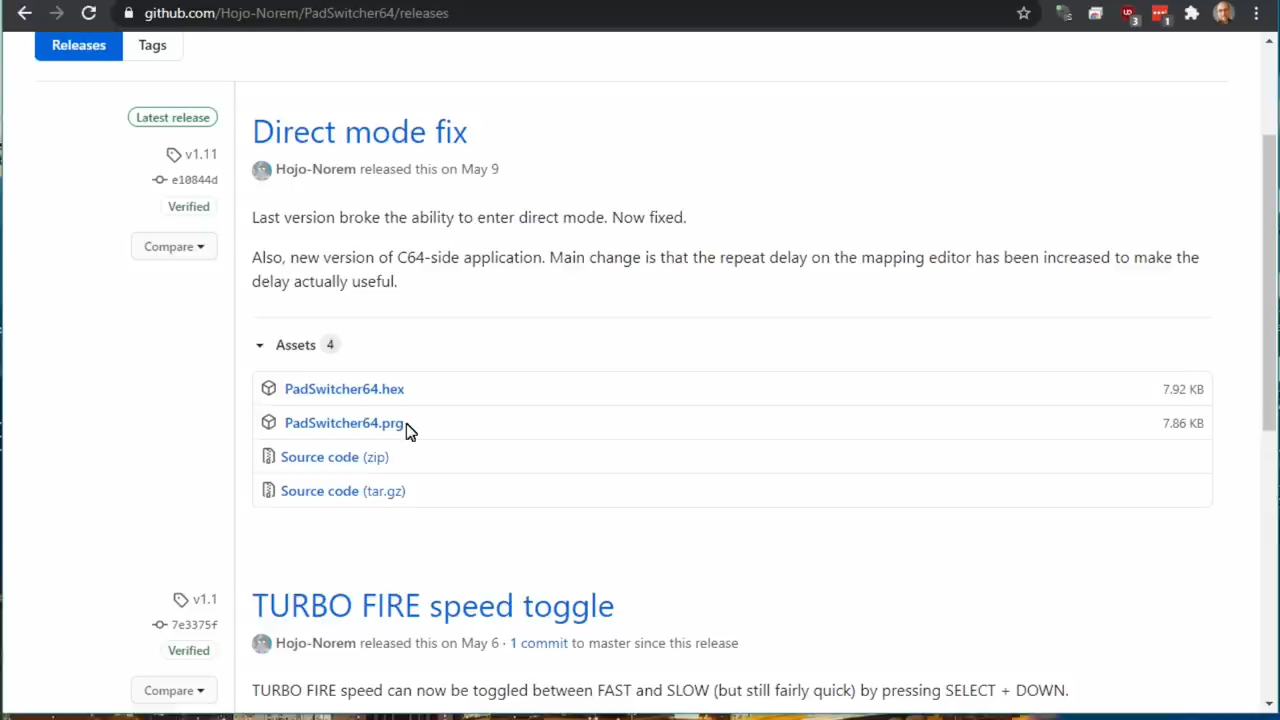 github.com/Hojo-Norem/PadSwitcher64/releases
3
1
Releases
Tags
Latest release
v1.11
e10844d
Verified
Compare
Direct mode fix
Hojo-Norem released this on May 9
Last version broke the ability to enter direct mode. Now fixed.
Also, new version of C64-side application. Main change is that the repeat delay on the mapping editor has been increased to make the
delay actually useful.
Assets 4
PadSwitcher64.hex 7.92 KB
PadSwitcher64.prg 7.86 KB
Source code (zip)
Source code (tar.gz)
v1.1
7e3375f
Verified
Compare
TURBO FIRE speed toggle
Hojo-Norem released this on May 6 · 1 commit to master since this release
TURBO FIRE speed can now be toggled between FAST and SLOW (but still fairly quick) by pressing SELECT + DOWN.